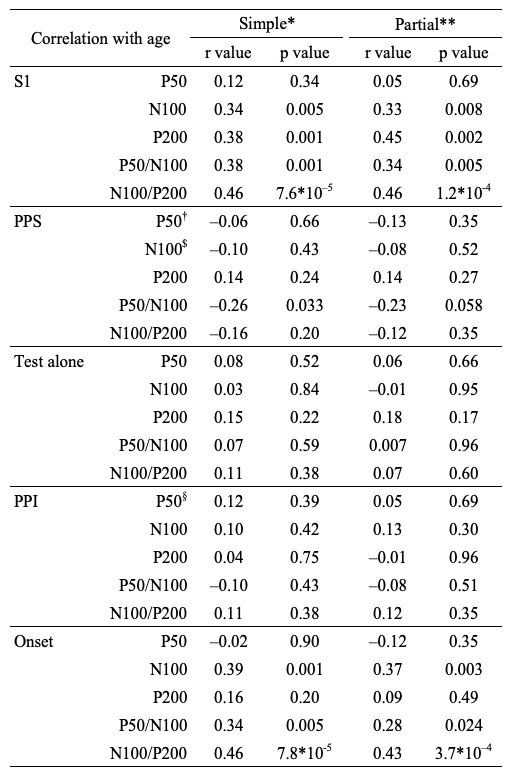 Correlation with age Simple* Partial**
r value p value r value p value
S1 P50 0.12 0.34 0.05 0.69
N100 0.34 0.005 0.33 0.008
P200 0.38 0.001 0.45 0.002
P50/N100 0.38 0.001 0.34 0.005
N100/P200 0.46 7.6*10⁻⁵ 0.46 1.2*10⁻⁴
PPS P50† −0.06 0.66 −0.13 0.35
N100$ −0.10 0.43 −0.08 0.52
P200 0.14 0.24 0.14 0.27
P50/N100 −0.26 0.033 −0.23 0.058
N100/P200 −0.16 0.20 −0.12 0.35
Test alone P50 0.08 0.52 0.06 0.66
N100 0.03 0.84 −0.01 0.95
P200 0.15 0.22 0.18 0.17
P50/N100 0.07 0.59 0.007 0.96
N100/P200 0.11 0.38 0.07 0.60
PPI P50§ 0.12 0.39 0.05 0.69
N100 0.10 0.42 0.13 0.30
P200 0.04 0.75 −0.01 0.96
P50/N100 −0.10 0.43 −0.08 0.51
N100/P200 0.11 0.38 0.12 0.35
Onset P50 −0.02 0.90 −0.12 0.35
N100 0.39 0.001 0.37 0.003
P200 0.16 0.20 0.09 0.49
P50/N100 0.34 0.005 0.28 0.024
N100/P200 0.46 7.8*10⁻⁵ 0.43 3.7*10⁻⁴